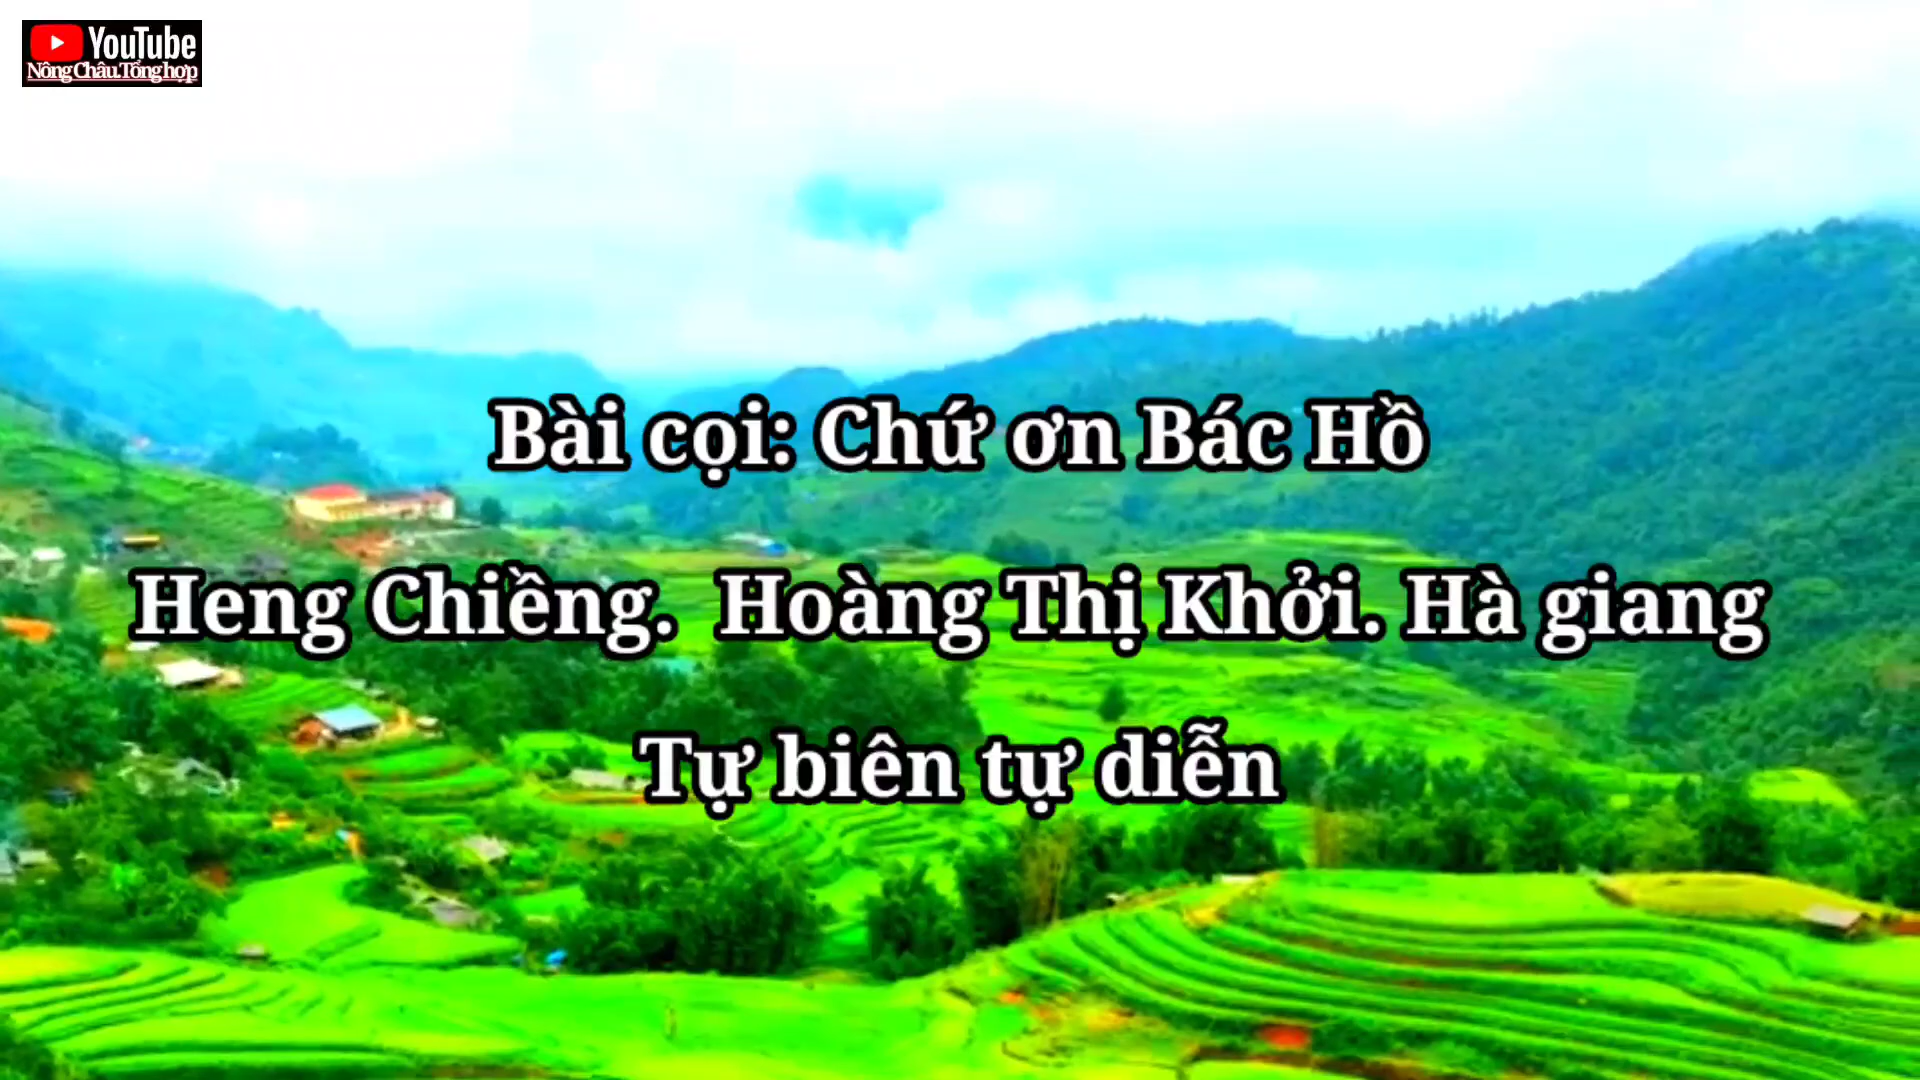 YouTube
Nông Châu.Tổng hợp
Bài cọi: Chứ ơn Bác Hồ
Heng Chiềng. Hoàng Thị Khởi. Hà giang
Tự biên tự diễn